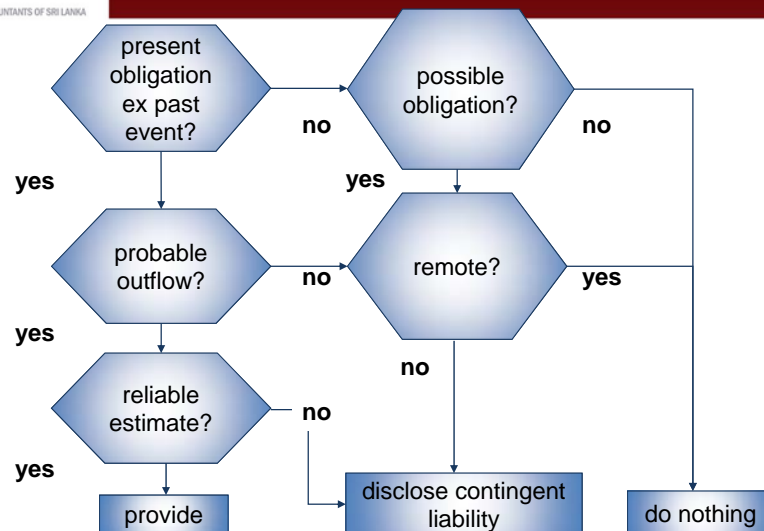 UNTANTS OF SRI LANKA
present
obligation
ex past
event?
no
possible
obligation?
no
yes
yes
probable
outflow?
no
remote?
yes
yes
no
reliable
estimate?
no
yes
provide
disclose contingent
liability
do nothing